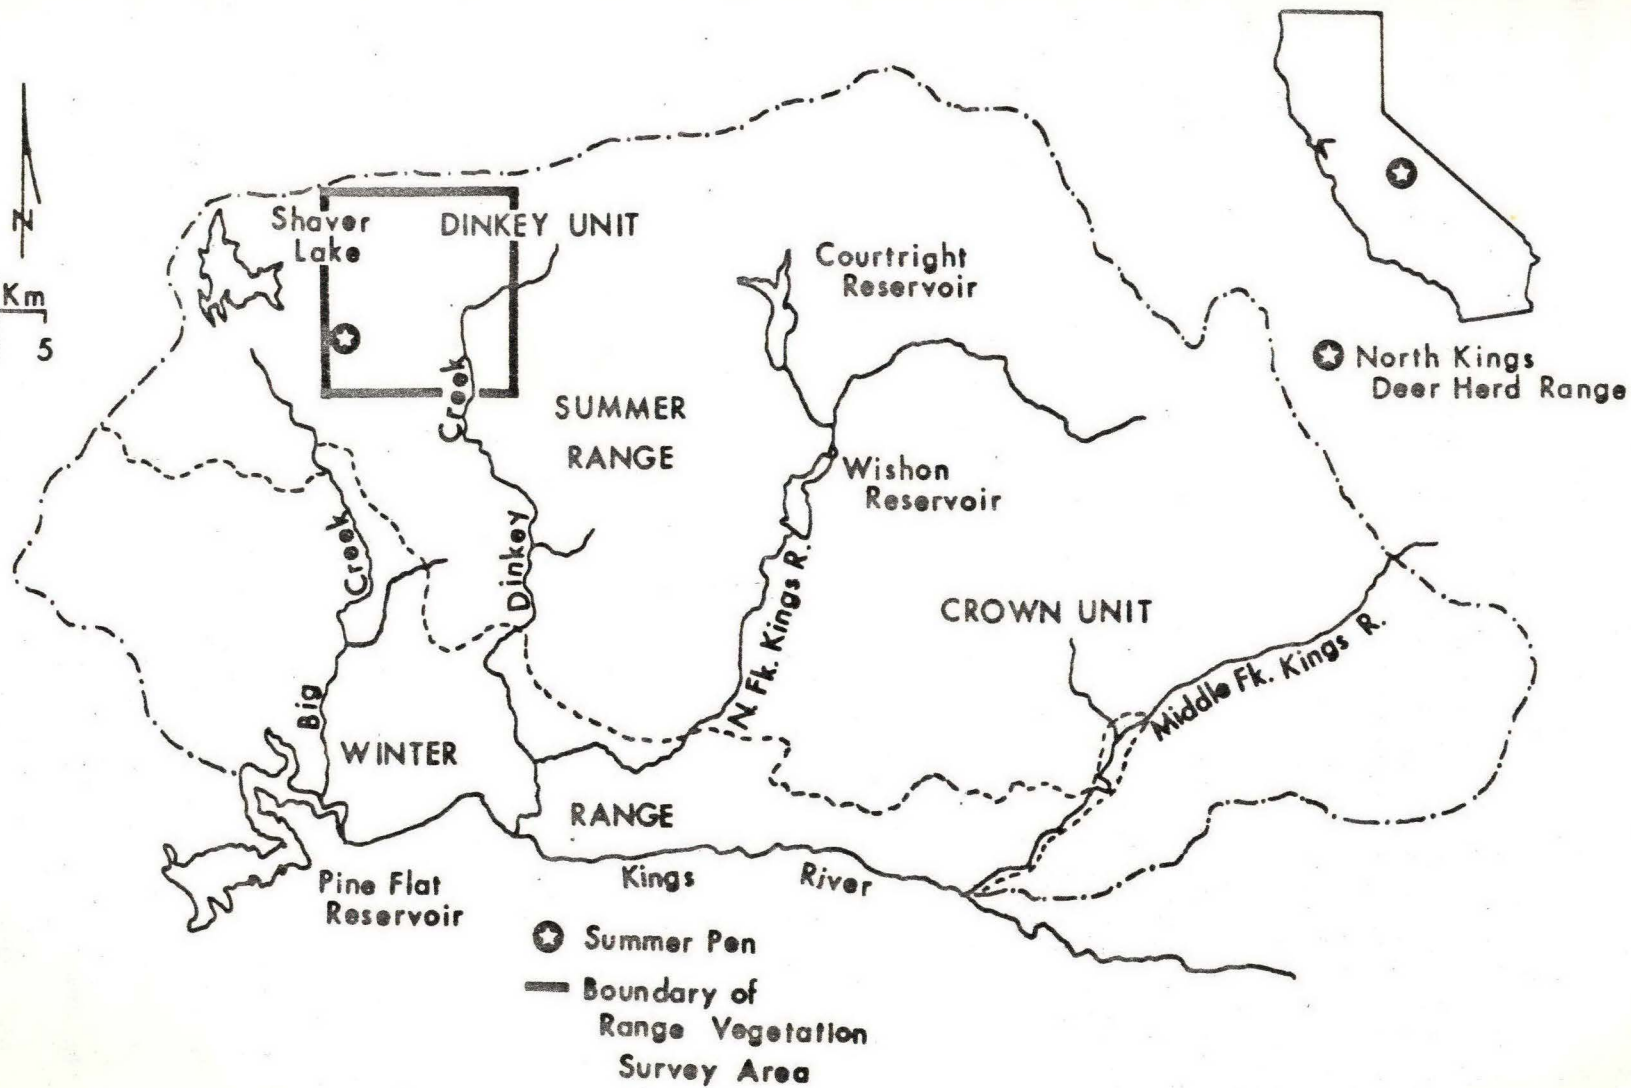 N
Km
5
Shaver
Lake
DINKEY UNIT
Courtright
Reservoir
North Kings
Deer Herd Range
Creek
SUMMER
RANGE
Wishon
Reservoir
Creek
Dinkey
N. Fk. Kings R.
CROWN UNIT
Middle Fk. Kings R.
Big
WINTER
RANGE
Kings River
Pine Flat
Reservoir
Summer Pen
Boundary of
Range Vegetation
Survey Area